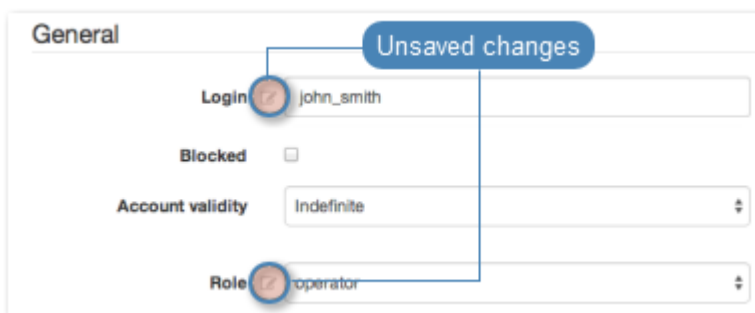 General
Unsaved changes
Login john_smith
Blocked
Account validity Indefinite
Role operator